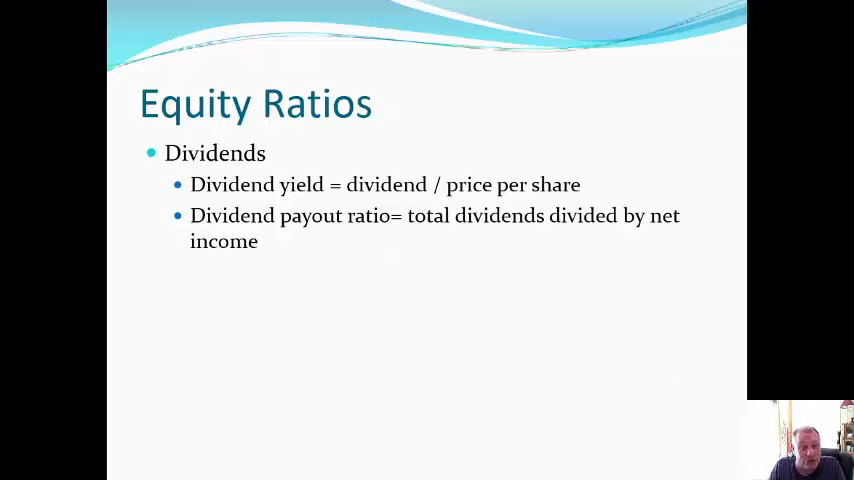 Equity Ratios
Dividends
Dividend yield = dividend / price per share
Dividend payout ratio= total dividends divided by net
income